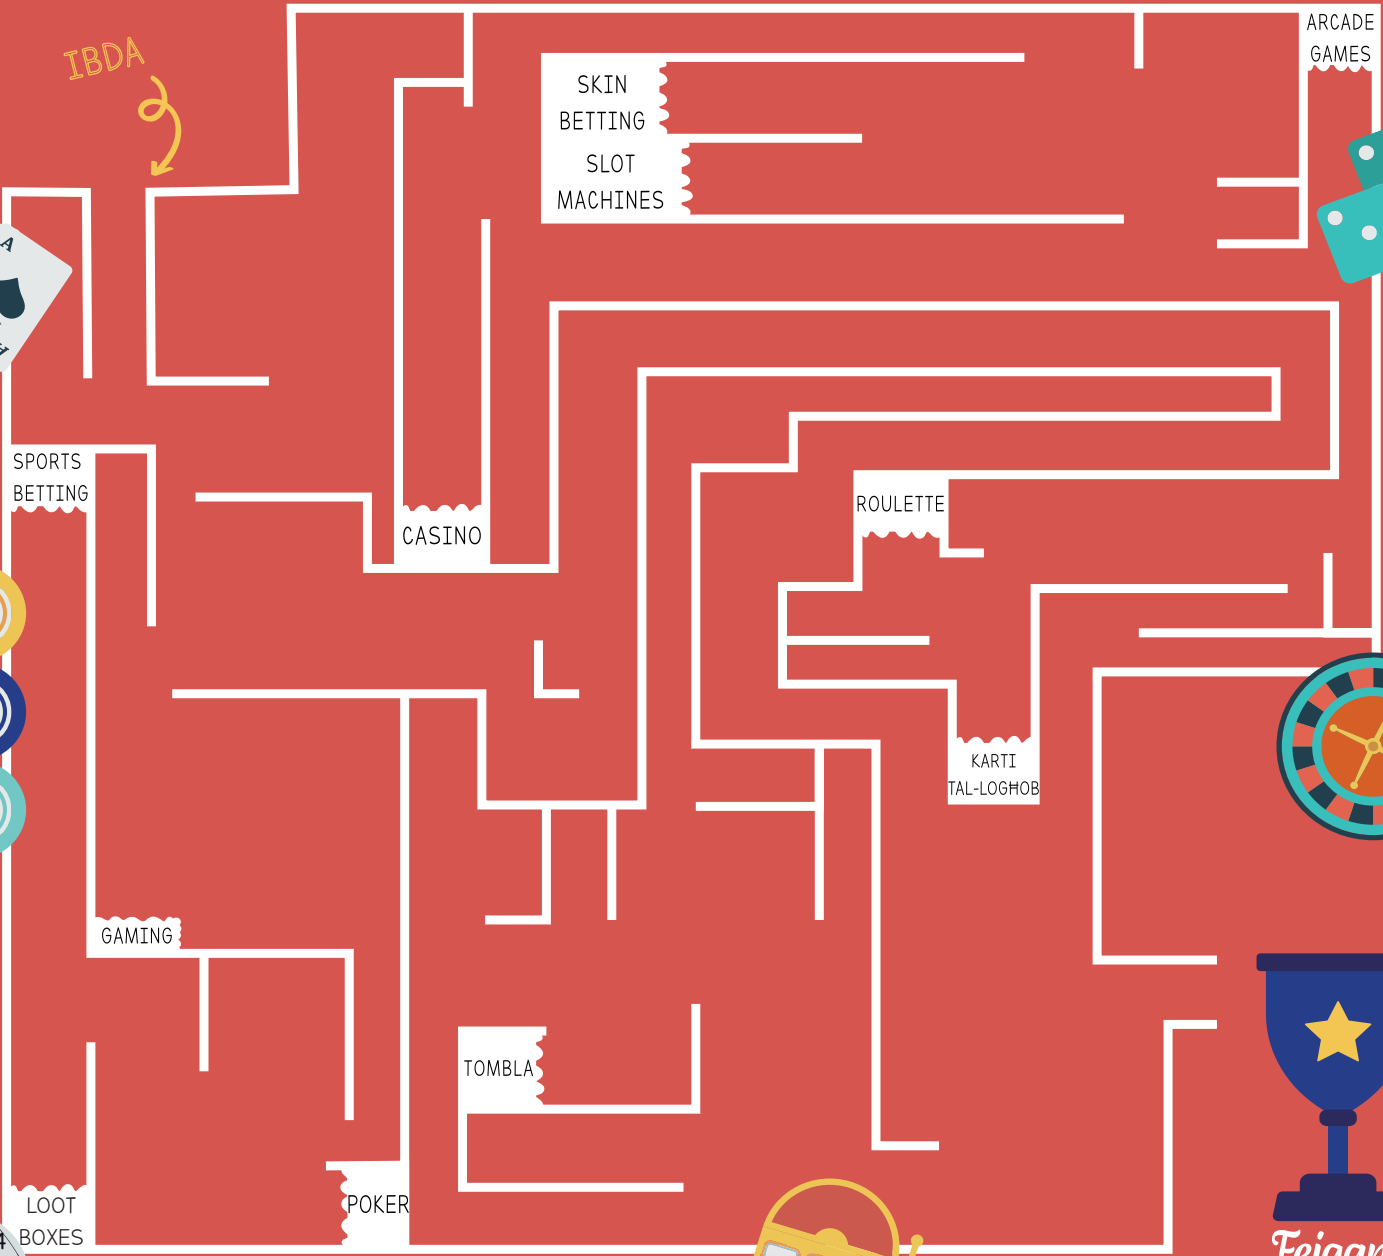 IBDA
ARCADE
GAMES
SKIN
BETTING
SLOT
MACHINES
SPORTS
BETTING
CASINO
ROULETTE
KARTI
TAL-LOGĦOB
GAMING
TOMBLA
POKER
LOOT
BOXES
A